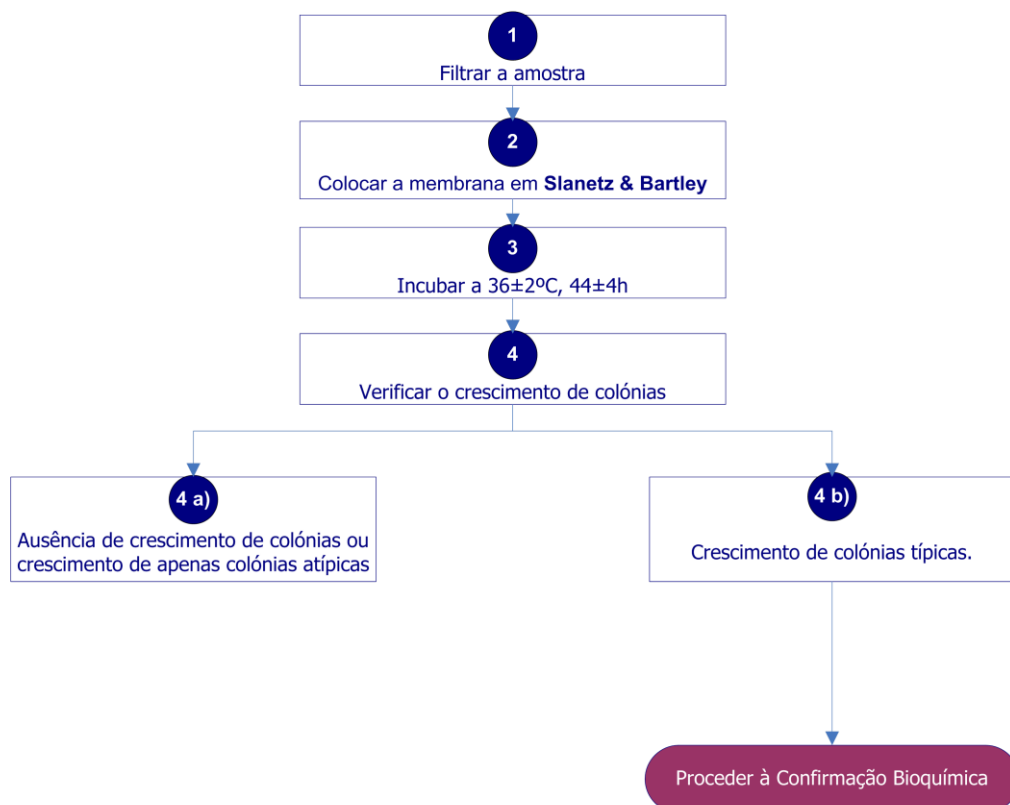 1
Filtrar a amostra
2
Colocar a membrana em Slanetz & Bartley
3
Incubar a 36±2ºC, 44±4h
4
Verificar o crescimento de colónias
4 a)
Ausência de crescimento de colónias ou
crescimento de apenas colónias atípicas
4 b)
Crescimento de colónias típicas.
Proceder à Confirmação Bioquímica